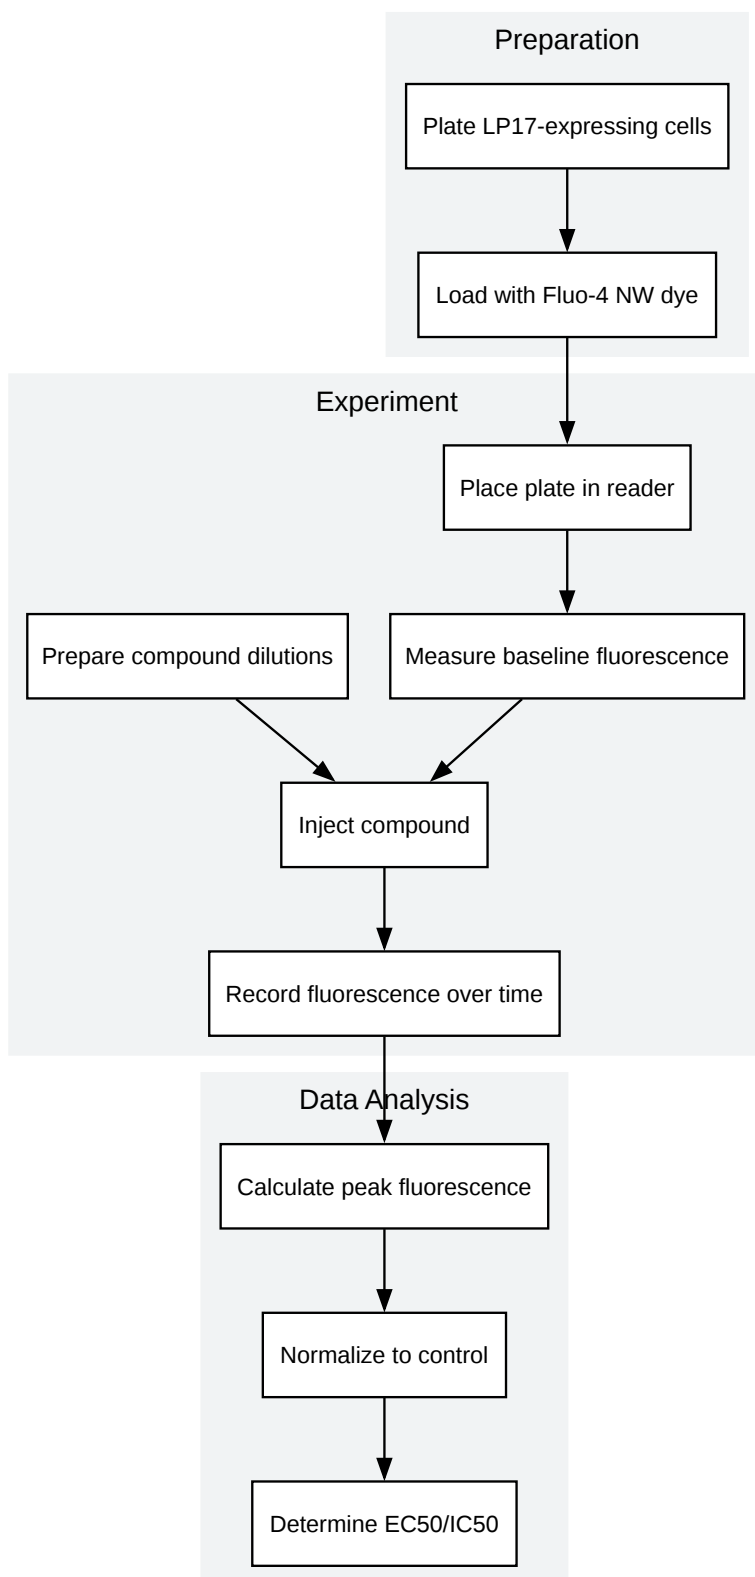 Preparation
Plate LP17-expressing cells
Load with Fluo-4 NW dye
Experiment
Place plate in reader
Prepare compound dilutions
Measure baseline fluorescence
Inject compound
Record fluorescence over time
Data Analysis
Calculate peak fluorescence
Normalize to control
Determine EC50/IC50